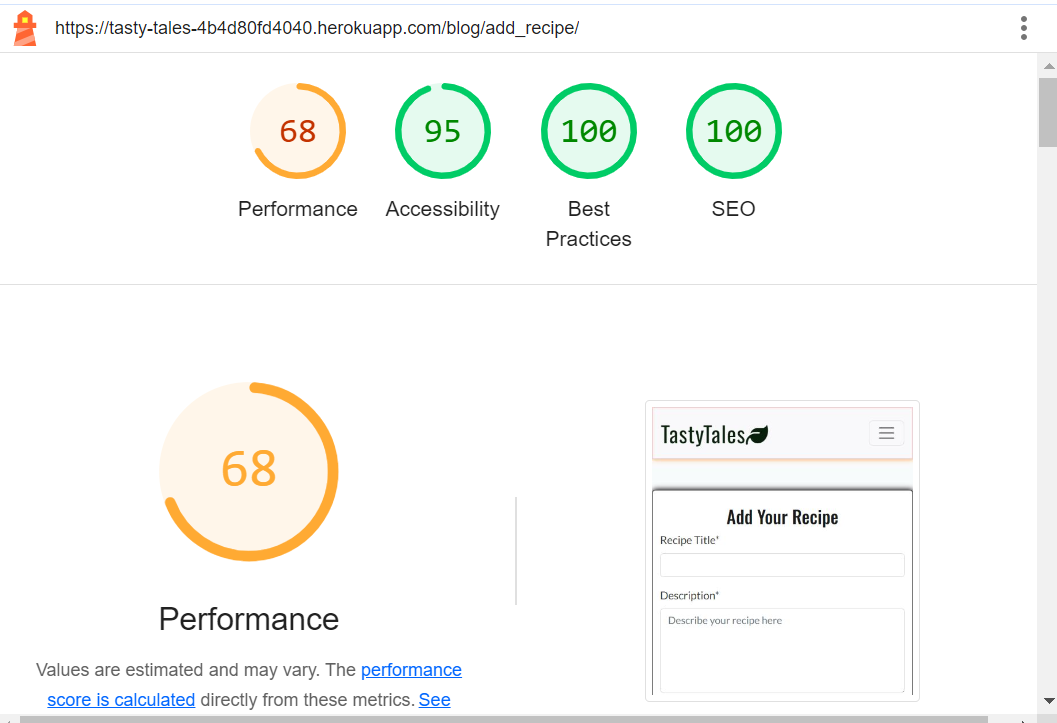 https://tasty-tales-4b4d80fd4040.herokuapp.com/blog/add_recipe/
68
95
100
100
Performance
Accessibility
Best
Practices
SEO
68
Performance
Values are estimated and may vary. The performance
score is calculated directly from these metrics. See
TastyTales
Add Your Recipe
Recipe Title*
Description*
Describe your recipe here